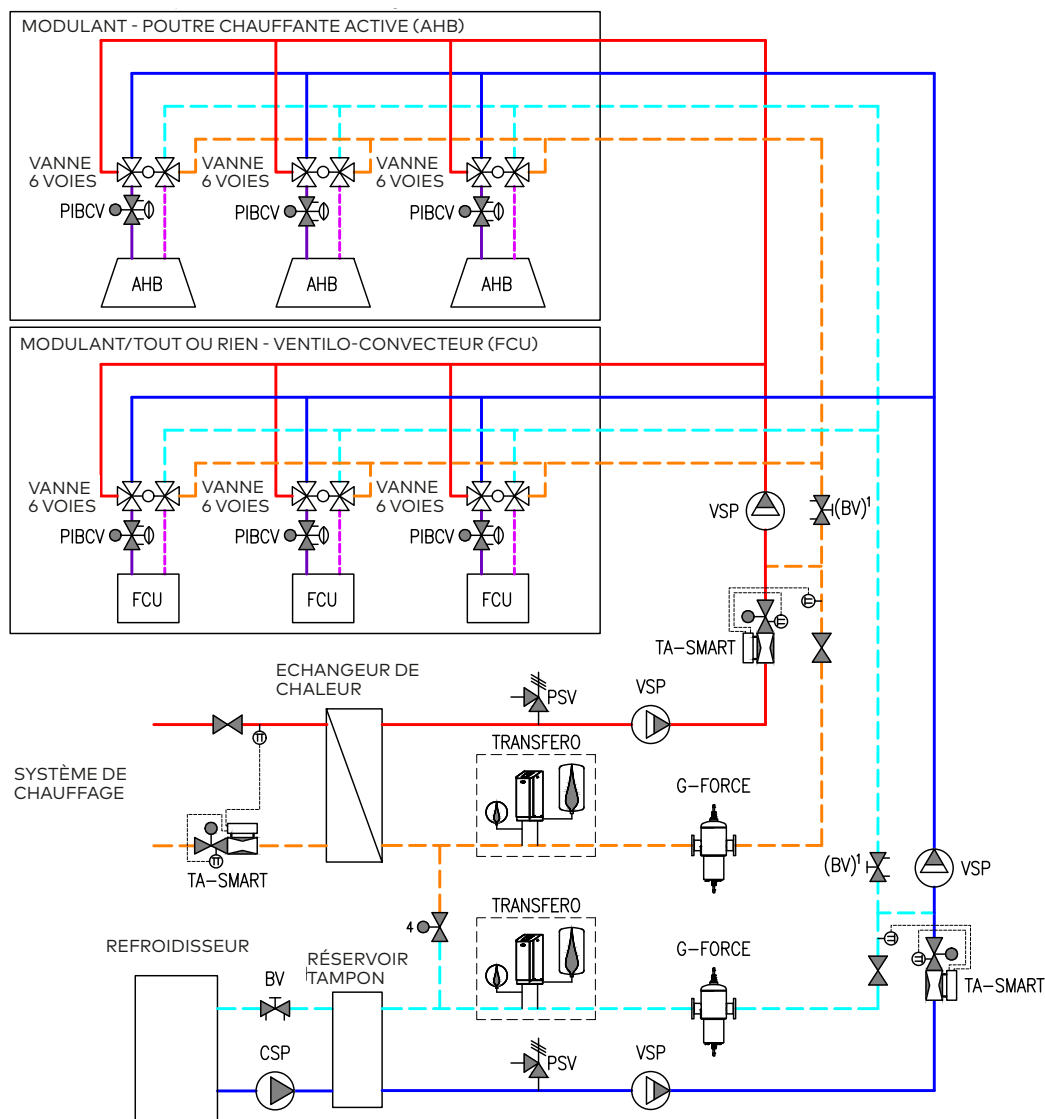 MODULANT - POUTRE CHAUFFANTE ACTIVE (AHB)
VANNE
6 VOIES
VANNE
6 VOIES
VANNE
6 VOIES
PIBCV
PIBCV
PIBCV
AHB
AHB
AHB
MODULANT/TOUT OU RIEN - VENTILO-CONVECTEUR (FCU)
VANNE
6 VOIES
VANNE
6 VOIES
VANNE
6 VOIES
PIBCV
PIBCV
PIBCV
FCU
FCU
FCU
VSP
(BV)¹
TA-SMART
ECHANGEUR DE
CHALEUR
PSV
VSP
TRANSFERO
G-FORCE
SYSTÈME DE
CHAUFFAGE
TA-SMART
(BV)¹
VSP
4
TRANSFERO
G-FORCE
TA-SMART
REFROIDISSEUR
BV
RÉSERVOIR
TAMPON
CSP
PSV
VSP